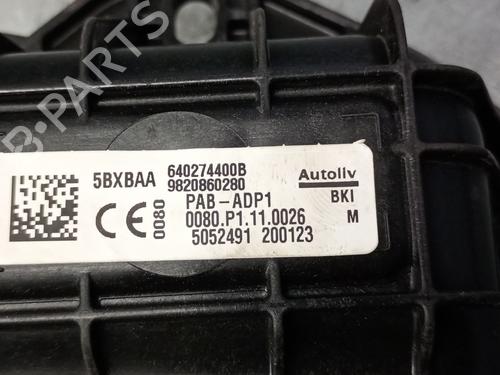 B-PARTS
5BXBAA
640274400B
9820860280
PAB-ADP1
0080.P1.11.0026
5052491 200123
CE 0080
Autoliv
BKI
M